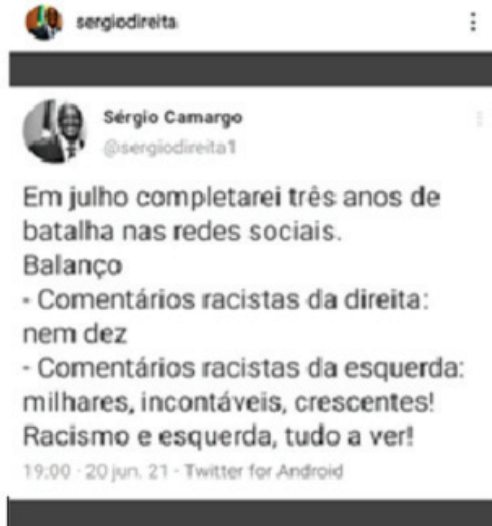 sergiodireita
Sérgio Camargo
@sergiodireita1
Em julho completarei três anos de
batalha nas redes sociais.
Balanço
- Comentários racistas da direita:
nem dez
- Comentários racistas da esquerda:
milhares, incontáveis, crescentes!
Racismo e esquerda, tudo a ver!
19:00 · 20 jun. 21 · Twitter for Android